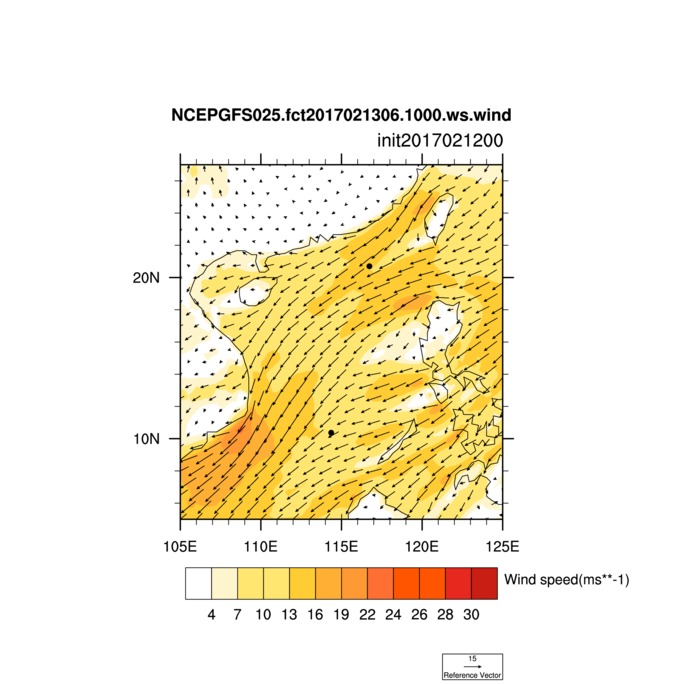 NCEPGFS025.fct2017021306.1000.ws.wind
init2017021200
20N
10N
105E 110E 115E 120E 125E
Wind speed(ms**-1)
4 7 10 13 16 19 22 24 26 28 30
15
Reference Vector